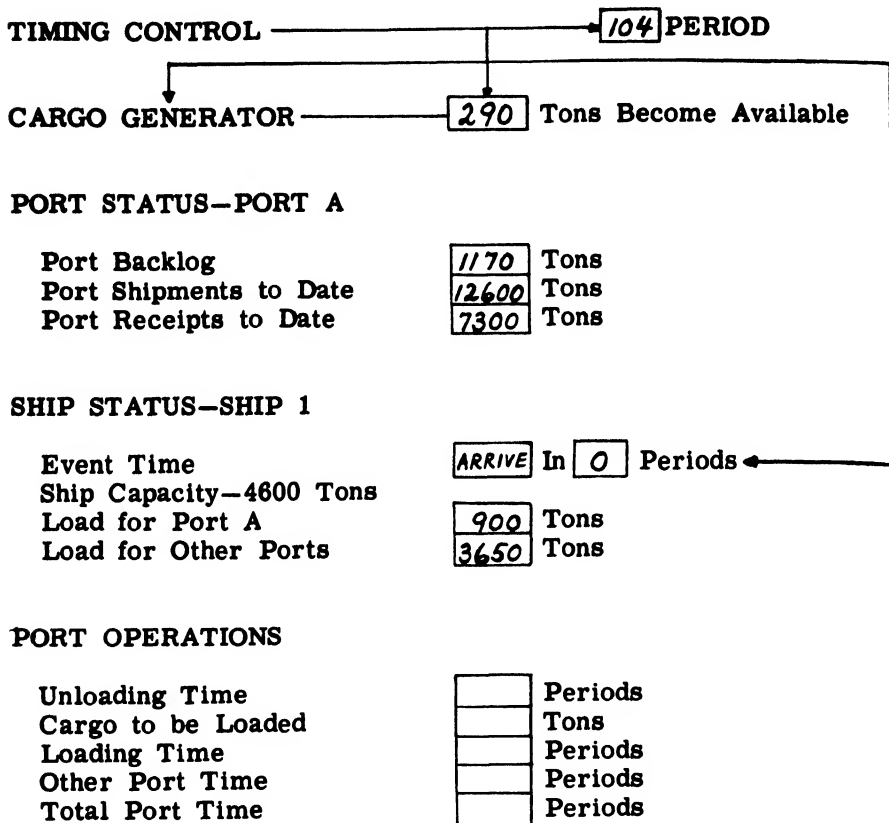 TIMING CONTROL 104 PERIOD
CARGO GENERATOR 290 Tons Become Available
PORT STATUS—PORT A
Port Backlog 1170 Tons
Port Shipments to Date 12600 Tons
Port Receipts to Date 7300 Tons
SHIP STATUS—SHIP 1
Event Time ARRIVE In 0 Periods
Ship Capacity—4600 Tons
Load for Port A 900 Tons
Load for Other Ports 3650 Tons
PORT OPERATIONS
Unloading Time Periods
Cargo to be Loaded Tons
Loading Time Periods
Other Port Time Periods
Total Port Time Periods